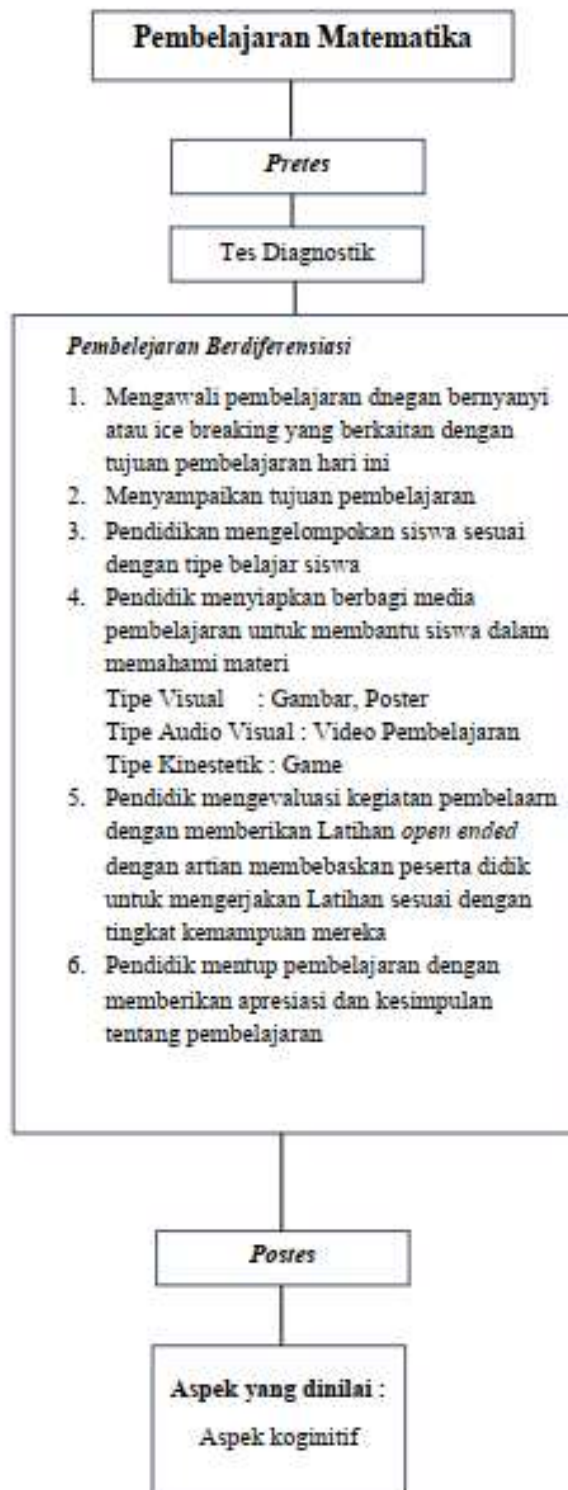 Pembelajaran Matematika
Pretes
Tes Diagnostik
Pembelejaran Berdiferensiasi
1. Mengawali pembelajaran dnegan bernyanyi
atau ice breaking yang berkaitan dengan
tujuan pembelajaran hari ini
2. Menyampaikan tujuan pembelajaran
3. Pendidikan mengelompokan siswa sesuai
dengan tipe belajar siswa
4. Pendidik menyiapkan berbagi media
pembelajaran untuk membantu siswa dalam
memahami materi
Tipe Visual : Gambar, Poster
Tipe Audio Visual : Video Pembelajaran
Tipe Kinestetik : Game
5. Pendidik mengevaluasi kegiatan pembelaarn
dengan memberikan Latihan open ended
dengan artian membebaskan peserta didik
untuk mengerjakan Latihan sesuai dengan
tingkat kemampuan mereka
6. Pendidik mentup pembelajaran dengan
memberikan apresiasi dan kesimpulan
tentang pembelajaran
Postes
Aspek yang dinilai :
Aspek koginitif